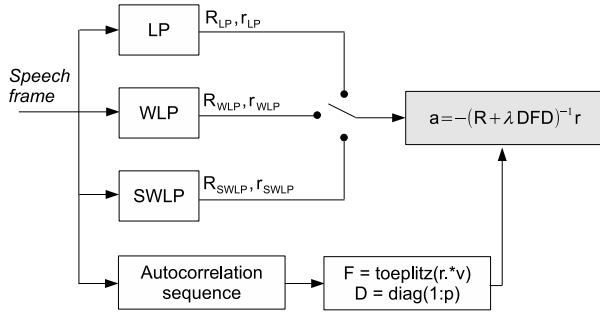 LP
R_LP, r_LP
Speech
frame
WLP
R_WLP, r_WLP
a=-(R+λ DFD)⁻¹ r
SWLP
R_SWLP, r_SWLP
Autocorrelation
sequence
F = toeplitz(r.*v)
D = diag(1:p)